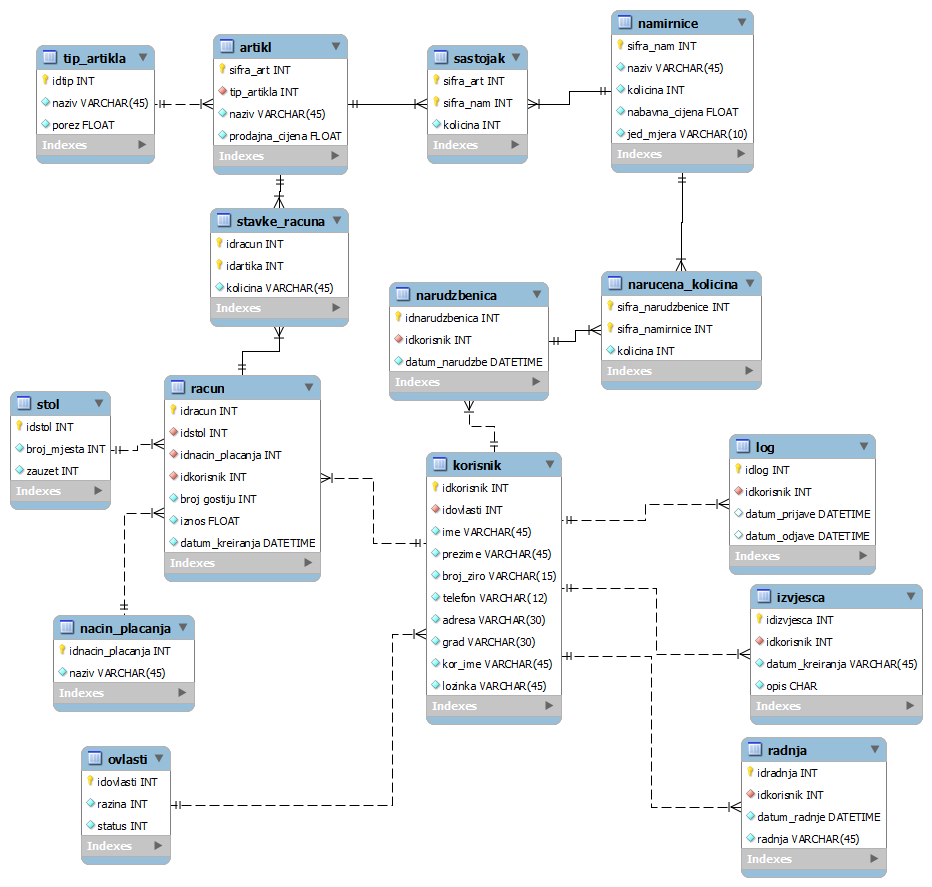 tip_artikla
idtip INT
naziv VARCHAR(45)
porez FLOAT
Indexes
artikl
sifra_art INT
tip_artikla INT
naziv VARCHAR(45)
prodajna_cijena FLOAT
Indexes
sastojak
sifra_art INT
sifra_nam INT
kolicina INT
Indexes
namirnice
sifra_nam INT
naziv VARCHAR(45)
kolicina INT
nabavna_cijena FLOAT
jed_mjera VARCHAR(10)
Indexes
stavke_racuna
idracun INT
idartika INT
kolicina VARCHAR(45)
Indexes
narudzbenica
idnarudzbenica INT
idkorisnik INT
datum_narudzbe DATETIME
Indexes
narucena_kolicina
sifra_narudzbenice INT
sifra_namirnice INT
kolicina INT
Indexes
stol
idstol INT
broj_mjesta INT
zauzet INT
Indexes
racun
idracun INT
idstol INT
idnacin_placanja INT
idkorisnik INT
broj gostiju INT
iznos FLOAT
datum_kreiranja DATETIME
Indexes
korisnik
idkorisnik INT
idovlasti INT
ime VARCHAR(45)
prezime VARCHAR(45)
broj_ziro VARCHAR(15)
telefon VARCHAR(12)
adresa VARCHAR(30)
grad VARCHAR(30)
kor_ime VARCHAR(45)
lozinka VARCHAR(45)
Indexes
log
idlog INT
idkorisnik INT
datum_prijave DATETIME
datum_odjave DATETIME
Indexes
izvjesca
idizvjesca INT
idkorisnik INT
datum_kreiranja VARCHAR(45)
opis CHAR
Indexes
nacin_placanja
idnacin_placanja INT
naziv VARCHAR(45)
Indexes
ovlasti
idovlasti INT
razina INT
status INT
Indexes
radnja
idradnja INT
idkorisnik INT
datum_radnje DATETIME
radnja VARCHAR(45)
Indexes